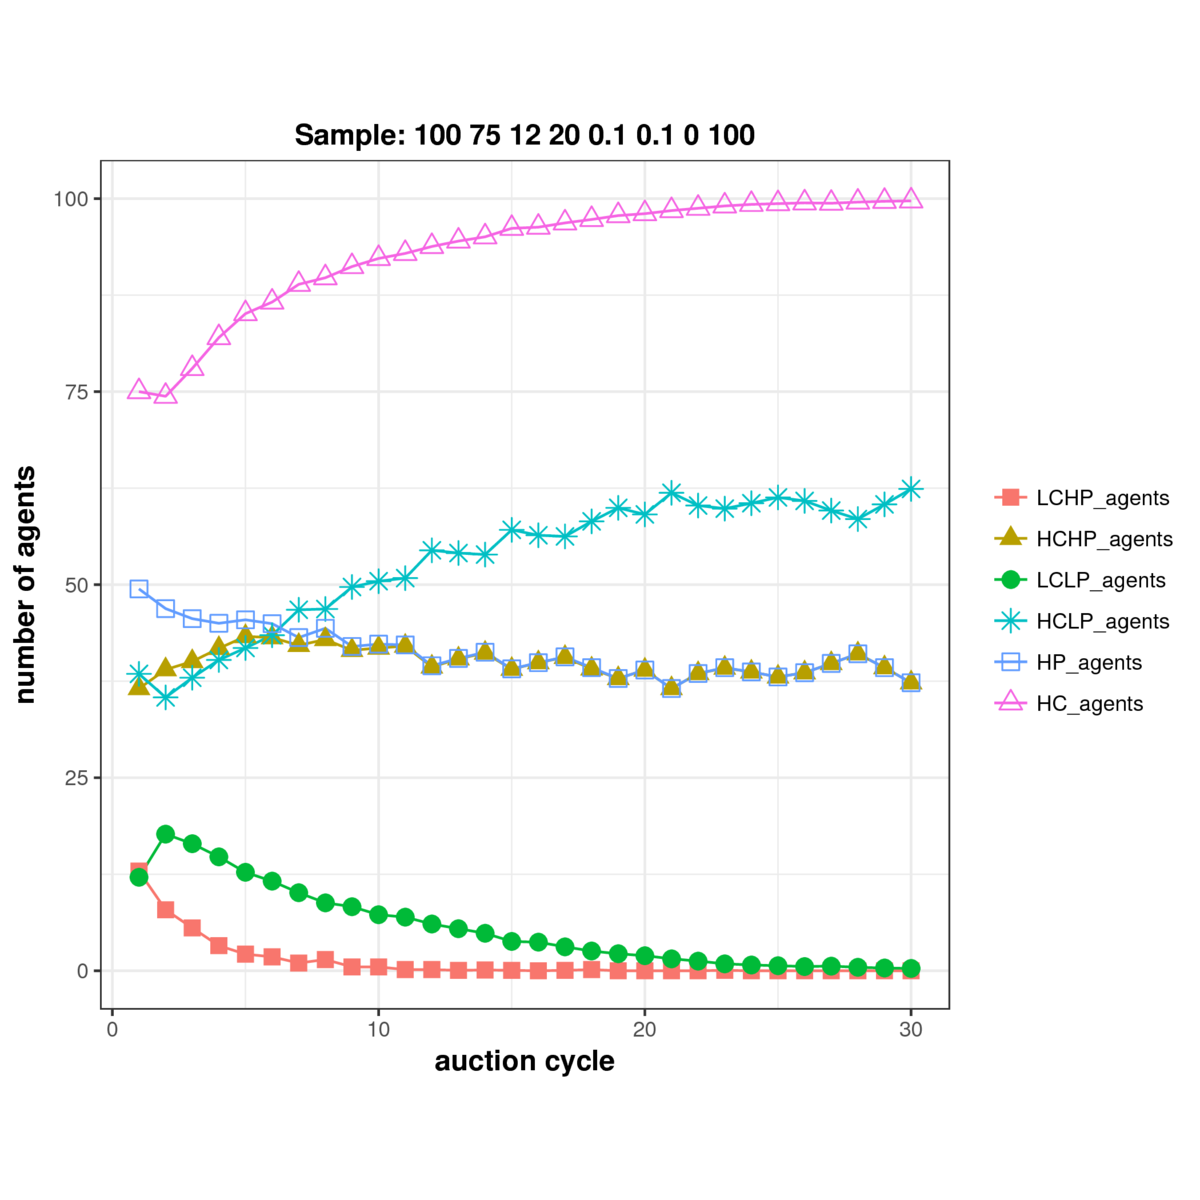 Sample: 100 75 12 20 0.1 0.1 0 100
100
75
50
25
0
number of agents
0
10
20
30
auction cycle
LCHP_agents
HCHP_agents
LCLP_agents
HCLP_agents
HP_agents
HC_agents